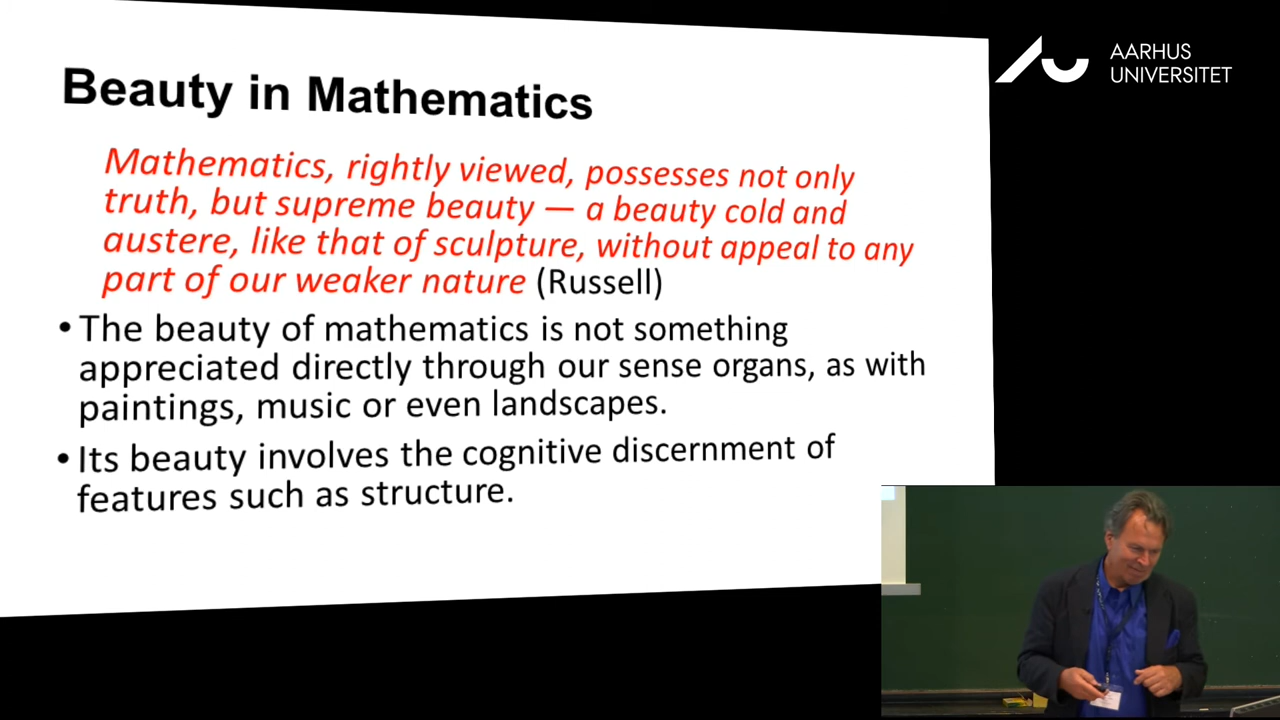 AARHUS
UNIVERSITET
Beauty in Mathematics
Mathematics, rightly viewed, possesses not only
truth, but supreme beauty — a beauty cold and
austere, like that of sculpture, without appeal to any
part of our weaker nature (Russell)
• The beauty of mathematics is not something
appreciated directly through our sense organs, as with
paintings, music or even landscapes.
• Its beauty involves the cognitive discernment of
features such as structure.